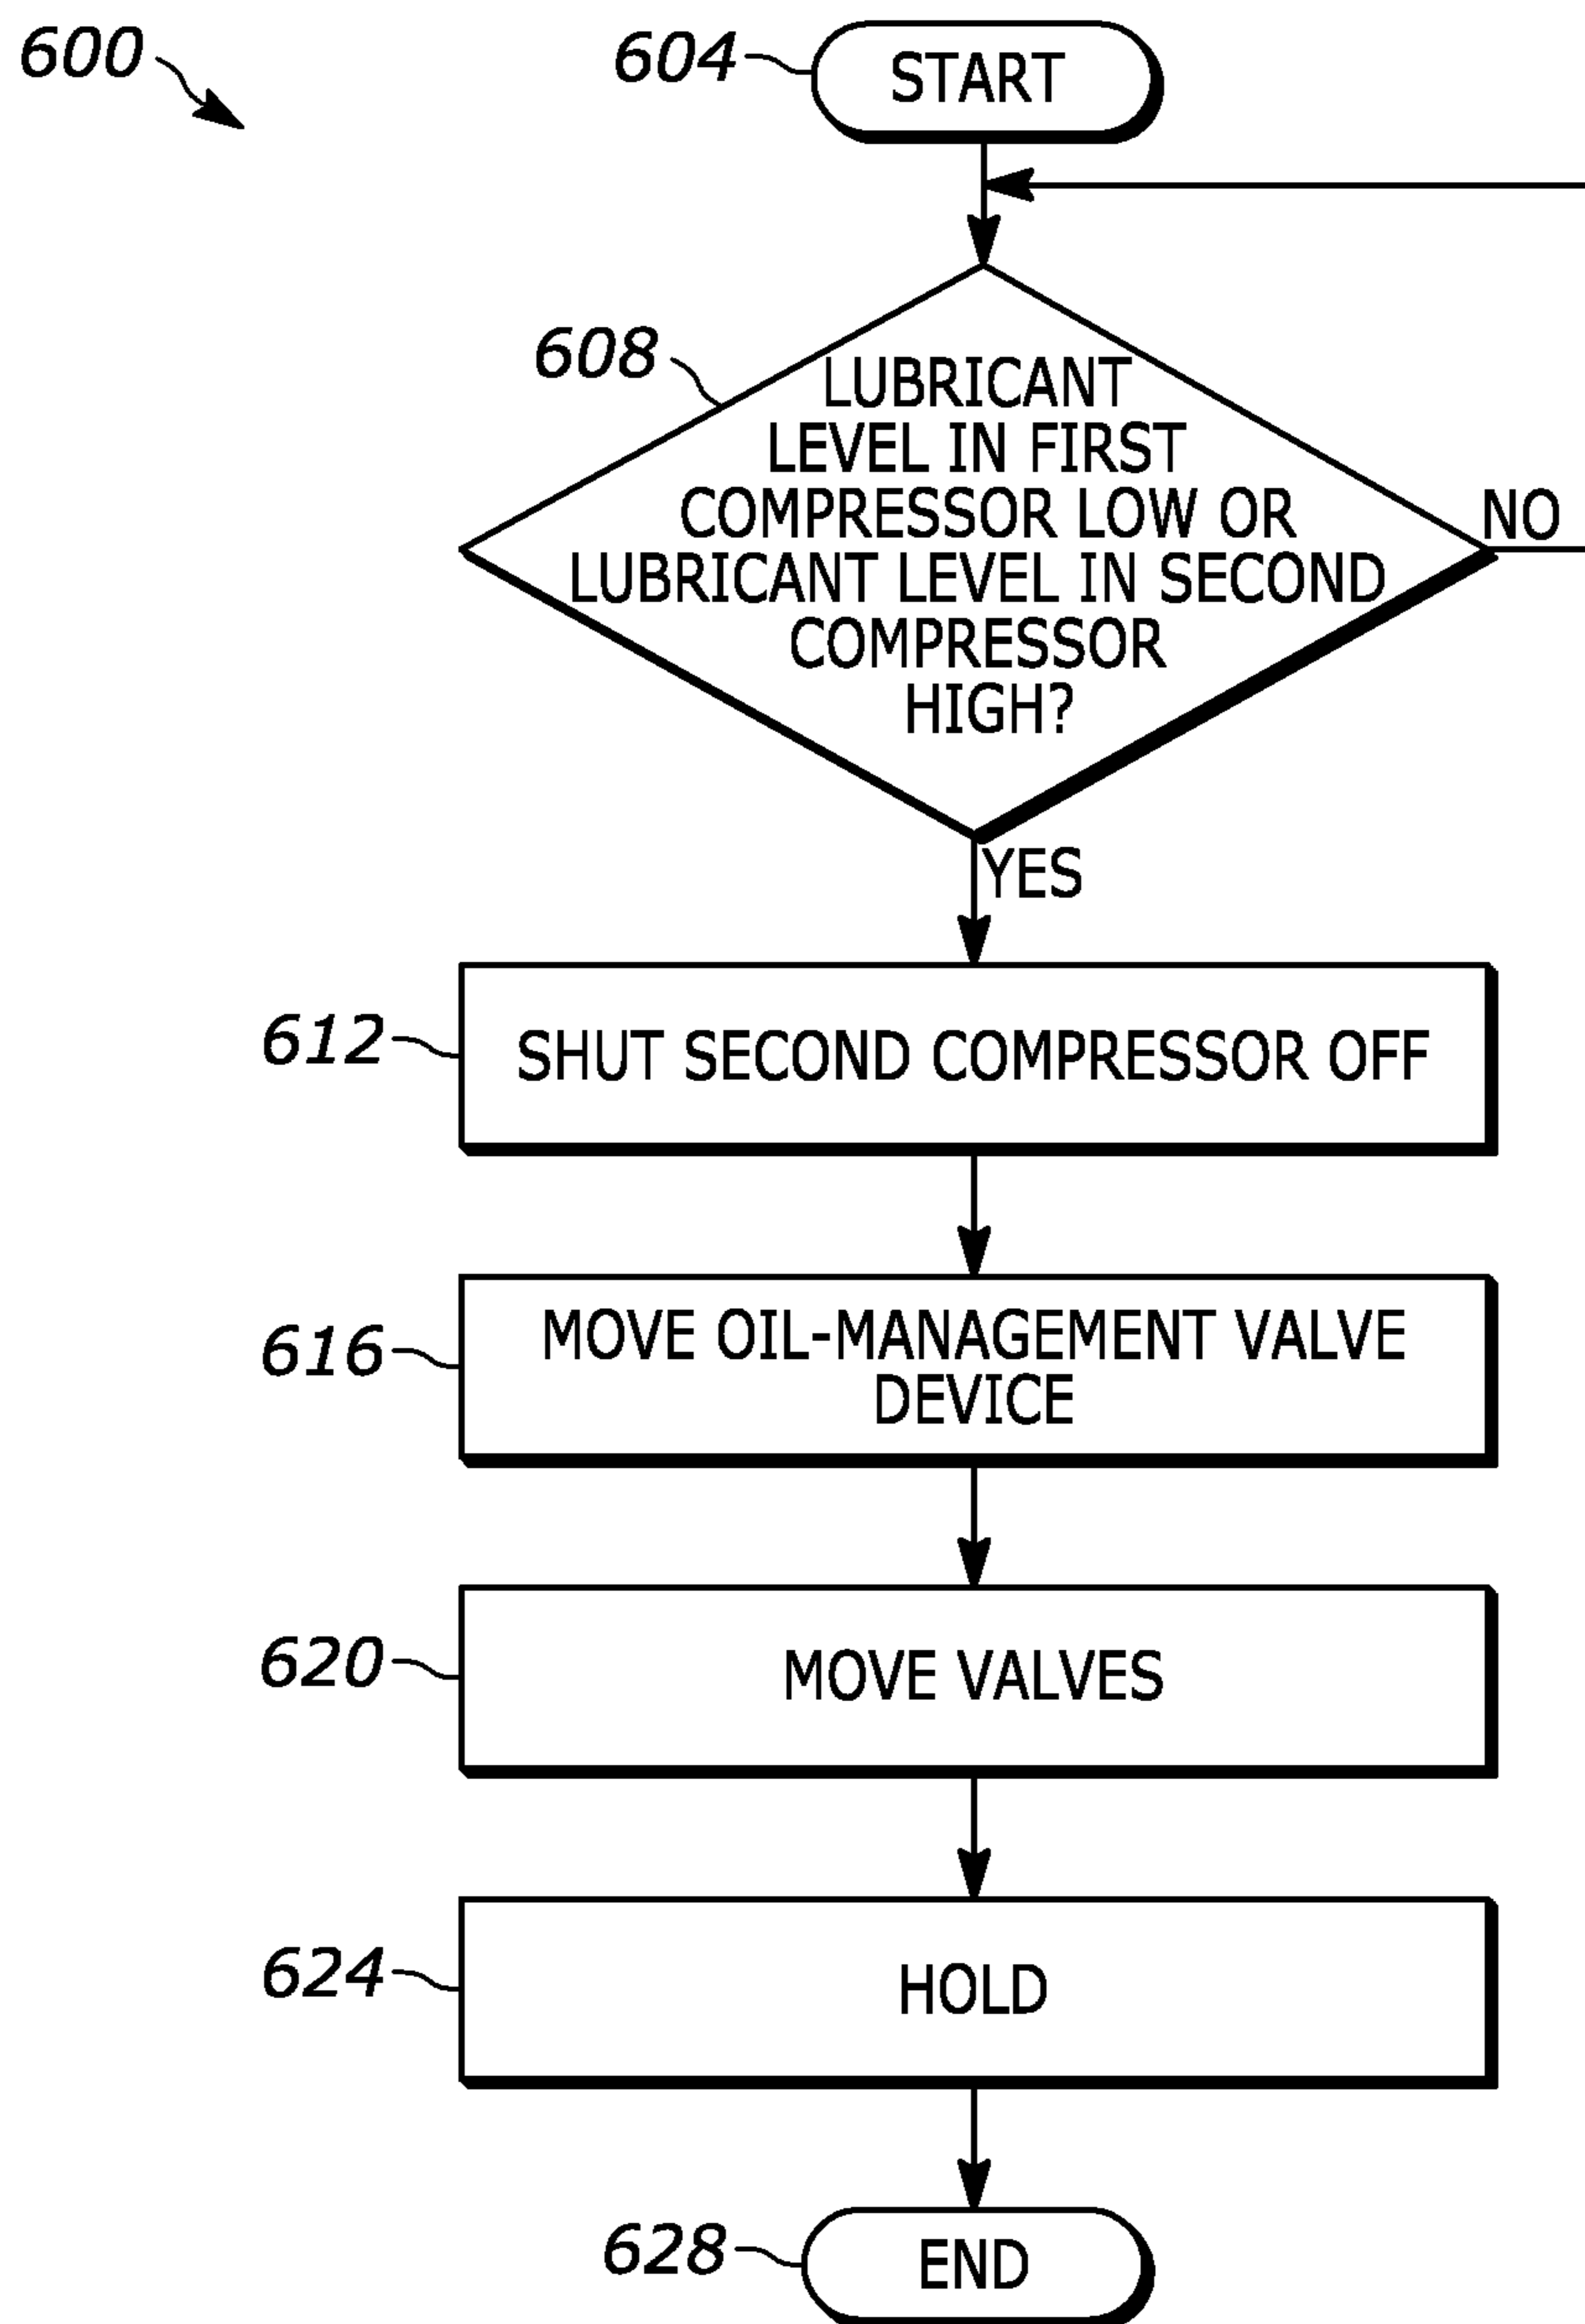 600
604
START
608
LUBRICANT
LEVEL IN FIRST
COMPRESSOR LOW OR
LUBRICANT LEVEL IN SECOND
COMPRESSOR
HIGH?
NO
YES
612
SHUT SECOND COMPRESSOR OFF
616
MOVE OIL-MANAGEMENT VALVE
DEVICE
620
MOVE VALVES
624
HOLD
628
END